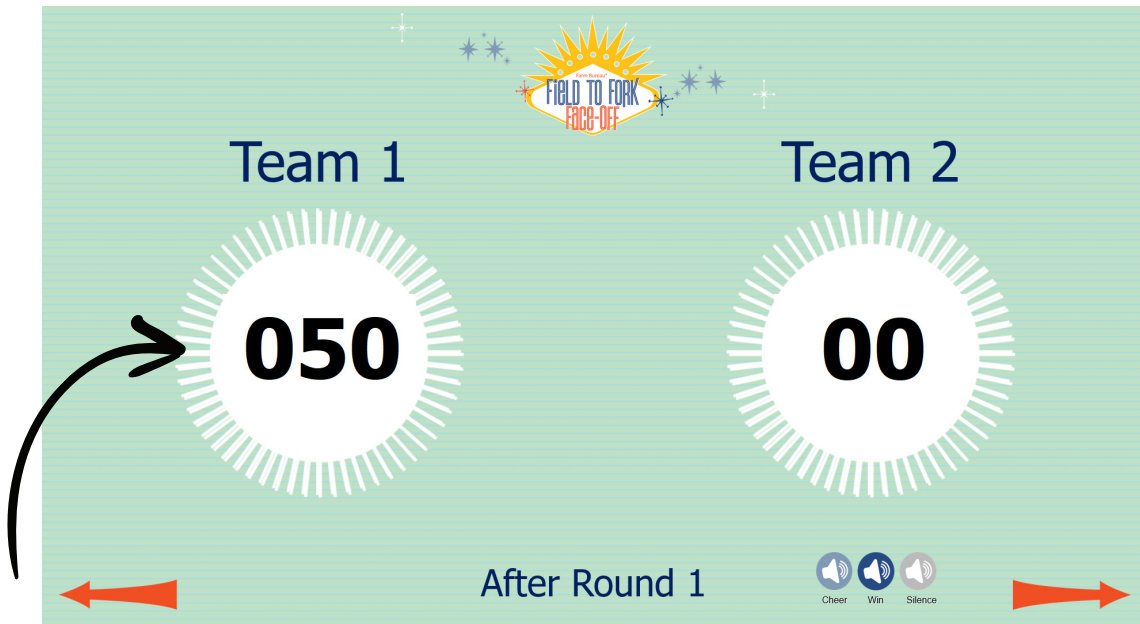 Farm Bureau®
FIELD TO FORK
FACE-OFF
Team 1
Team 2
050
00
After Round 1
Cheer
Win
Silence